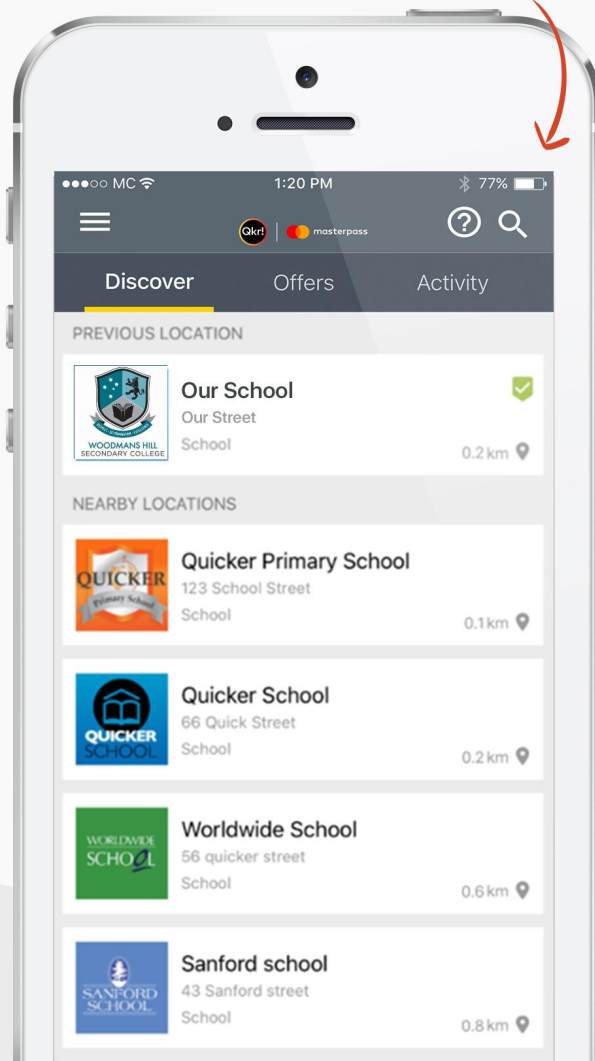 MC
1:20 PM
77%
Qkr!
masterpass
Discover
Offers
Activity
PREVIOUS LOCATION
WOODMANS HILL
SECONDARY COLLEGE
Our School
Our Street
School
0.2 km
NEARBY LOCATIONS
QUICKER
Primary School
Quicker Primary School
123 School Street
School
0.1 km
QUICKER
SCHOOL
Quicker School
66 Quick Street
School
0.2 km
WORLDWIDE
SCHOOL
Worldwide School
56 quicker street
School
0.6 km
SANFORD
SCHOOL
Sanford school
43 Sanford street
School
0.8 km